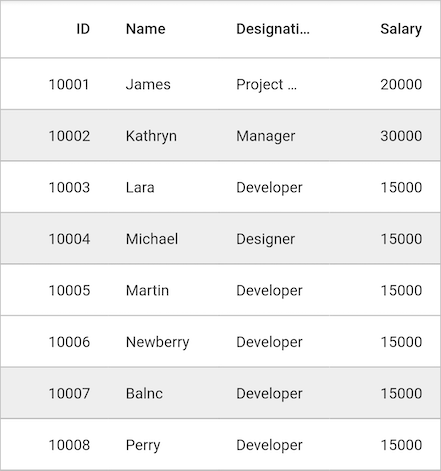 ID Name Designati... Salary
10001 James Project ... 20000
10002 Kathryn Manager 30000
10003 Lara Developer 15000
10004 Michael Designer 15000
10005 Martin Developer 15000
10006 Newberry Developer 15000
10007 Balnc Developer 15000
10008 Perry Developer 15000